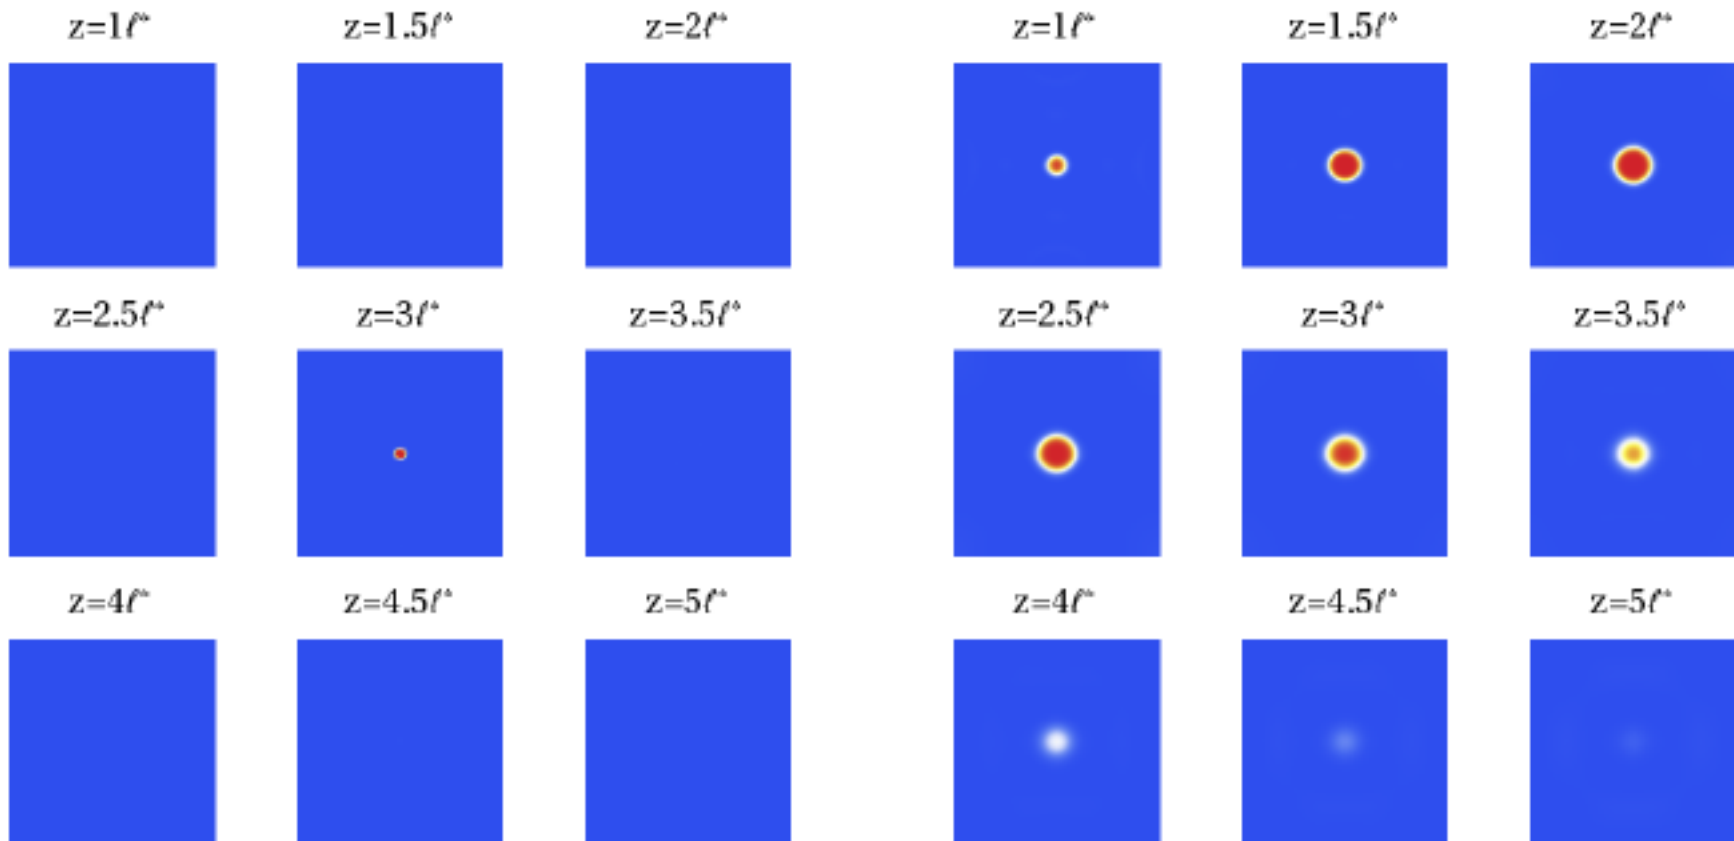 z=1ℓ* z=1.5ℓ* z=2ℓ* z=1ℓ* z=1.5ℓ* z=2ℓ*
z=2.5ℓ* z=3ℓ* z=3.5ℓ* z=2.5ℓ* z=3ℓ* z=3.5ℓ*
z=4ℓ* z=4.5ℓ* z=5ℓ* z=4ℓ* z=4.5ℓ* z=5ℓ*